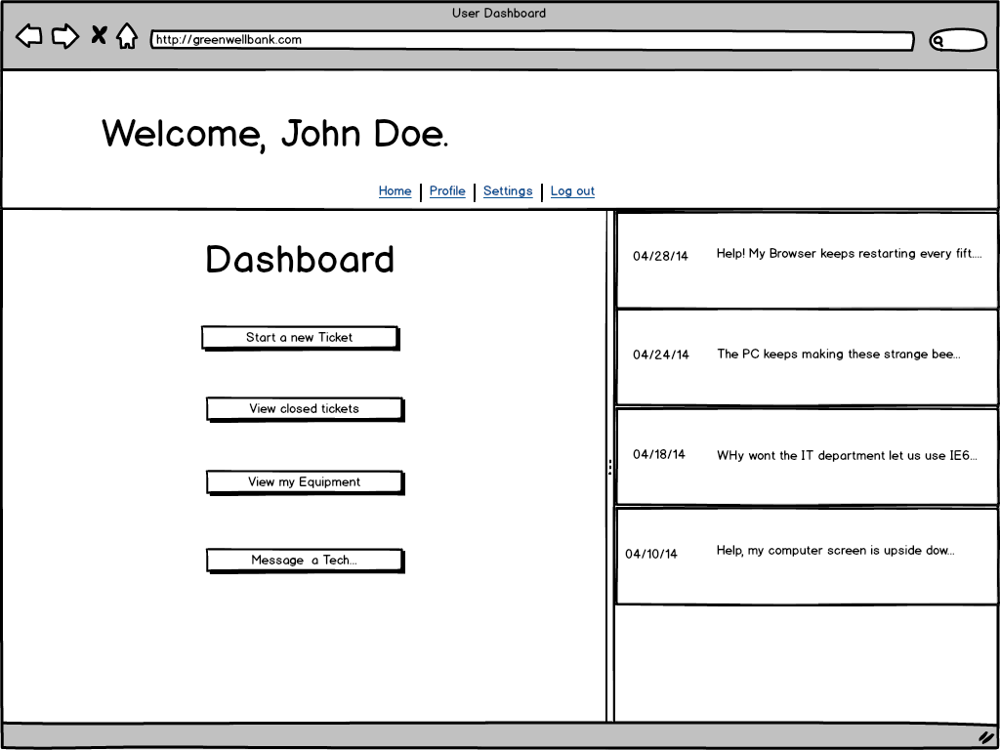 User Dashboard
http://greenwellbank.com
Welcome, John Doe.
Home
Profile
Settings
Log out
Dashboard
Start a new Ticket
View closed tickets
View my Equipment
Message a Tech...
04/28/14
Help! My Browser keeps restarting every fift....
04/24/14
The PC keeps making these strange bee...
04/18/14
WHy wont the IT department let us use IE6...
04/10/14
Help, my computer screen is upside dow...